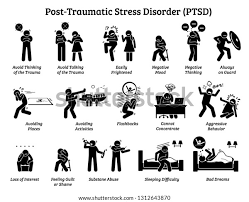 Post-Traumatic Stress Disorder (PTSD)
Avoid Thinking
of the Trauma
Avoid Talking
of the Trauma
Easily
Frightened
Negative
Mood
Negative
Thinking
Always
on Guard
Avoiding
Places
Avoiding
Activities
Flashbacks
Cannot
Concentrate
Aggressive
Behavior
Loss of Interest
Feeling Guilt
or Shame
Substance Abuse
Sleeping Difficulty
Bad Dreams
shutterstock
www.shutterstock.com · 1312643870